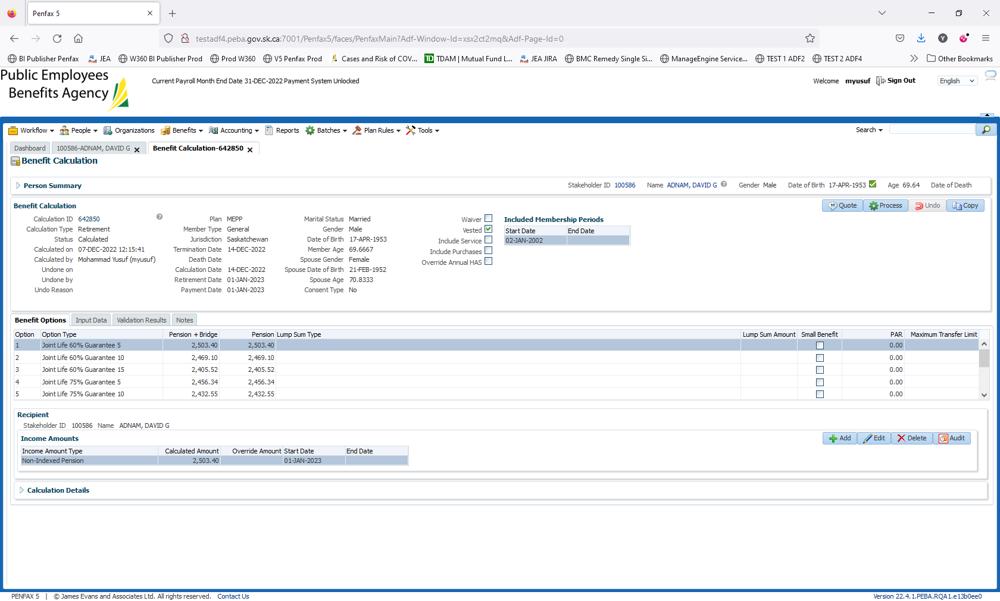 Penfax 5
testadf4.peba.gov.sk.ca:7001/Penfax5/faces/PenfaxMain?Adf-Window-Id=xsx2ct2mq&Adf-Page-Id=0
Y
BI Publisher Penfax JEA W360 BI Publisher Prod Prod W360 V5 Penfax Prod Cases and Risk of COV... TD TDAM | Mutual Fund L... JEA JIRA BMC Remedy Single Si... ManageEngine Service... TEST 1 ADF2 TEST 2 ADF4 Other Bookmarks
Public Employees
Benefits Agency
Current Payroll Month End Date 31-DEC-2022 Payment System Unlocked
Welcome myusuf Sign Out English
Workflow People Organizations Benefits Accounting Reports Batches Plan Rules Tools Search
Dashboard 100586-ADNAM, DAVID G Benefit Calculation-642850
Benefit Calculation
Person Summary Stakeholder ID 100586 Name ADNAM, DAVID G Gender Male Date of Birth 17-APR-1953 Age 69.64 Date of Death
Benefit Calculation Quote Process Undo Copy
Calculation ID 642850 Plan MEPP Marital Status Married Waiver Included Membership Periods
Calculation Type Retirement Member Type General Gender Male Vested Start Date End Date
Status Calculated Jurisdiction Saskatchewan Date of Birth 17-APR-1953 Include Service 02-JAN-2002
Calculated on 07-DEC-2022 12:15:41 Termination Date 14-DEC-2022 Member Age 69.6667 Include Purchases
Calculated by Mohammad Yusuf (myusuf) Death Date Spouse Gender Female Override Annual HAS
Undone on Calculation Date 14-DEC-2022 Spouse Date of Birth 21-FEB-1952
Undone by Retirement Date 01-JAN-2023 Spouse Age 70.8333
Undo Reason Payment Date 01-JAN-2023 Consent Type No
Benefit Options Input Data Validation Results Notes
Option Option Type Pension + Bridge Pension Lump Sum Type Lump Sum Amount Small Benefit PAR Maximum Transfer Limit
1 Joint Life 60% Guarantee 5 2,503.40 2,503.40 0.00
2 Joint Life 60% Guarantee 10 2,469.10 2,469.10 0.00
3 Joint Life 60% Guarantee 15 2,405.52 2,405.52 0.00
4 Joint Life 75% Guarantee 5 2,456.34 2,456.34 0.00
5 Joint Life 75% Guarantee 10 2,432.55 2,432.55 0.00
Recipient
Stakeholder ID 100586 Name ADNAM, DAVID G
Income Amounts Add Edit Delete Audit
Income Amount Type Calculated Amount Override Amount Start Date End Date
Non-Indexed Pension 2,503.40 01-JAN-2023
Calculation Details
PENFAX 5 | © James Evans and Associates Ltd. All rights reserved. Contact Us Version 22.4.1.PEBA.RQA1.e13b0ee0